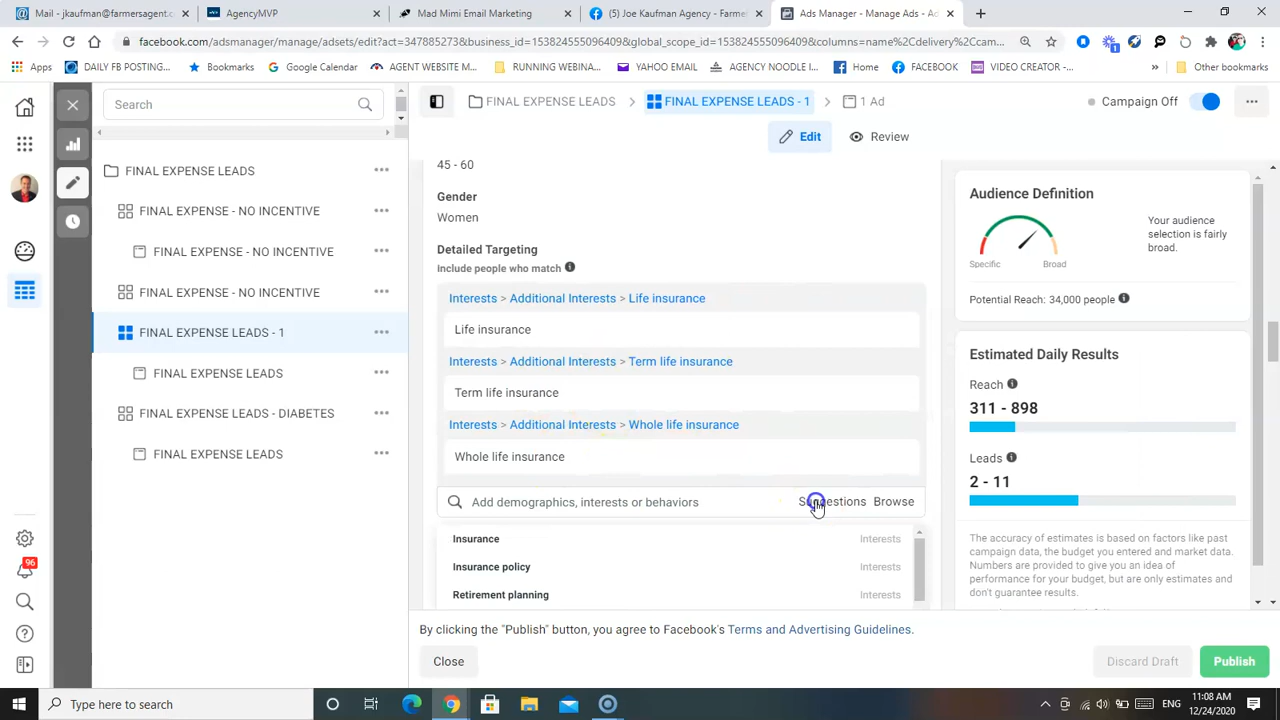 Mail - jkaufman@farmersagent.c
AgencyMVP
Mad Mimi Email Marketing
(5) Joe Kaufman Agency - Farme
Ads Manager - Manage Ads - Ad
facebook.com/adsmanager/manage/adsets/edit?act=347885273&business_id=153824555096409&global_scope_id=153824555096409&columns=name%2Cdelivery%2Ccam...
Apps
DAILY FB POSTING...
Bookmarks
Google Calendar
AGENT WEBSITE M...
RUNNING WEBINA...
YAHOO EMAIL
AGENCY NOODLE I...
Home
FACEBOOK
VIDEO CREATOR -...
Other bookmarks
Search
FINAL EXPENSE LEADS
FINAL EXPENSE - NO INCENTIVE
FINAL EXPENSE - NO INCENTIVE
FINAL EXPENSE - NO INCENTIVE
FINAL EXPENSE LEADS - 1
FINAL EXPENSE LEADS
FINAL EXPENSE LEADS - DIABETES
FINAL EXPENSE LEADS
96
FINAL EXPENSE LEADS
FINAL EXPENSE LEADS - 1
1 Ad
Campaign Off
Edit
Review
45 - 60
Gender
Women
Detailed Targeting
Include people who match
Interests > Additional Interests > Life insurance
Life insurance
Interests > Additional Interests > Term life insurance
Term life insurance
Interests > Additional Interests > Whole life insurance
Whole life insurance
Add demographics, interests or behaviors
Suggestions Browse
Insurance Interests
Insurance policy Interests
Retirement planning Interests
Audience Definition
Specific
Broad
Your audience
selection is fairly
broad.
Potential Reach: 34,000 people
Estimated Daily Results
Reach
311 - 898
Leads
2 - 11
The accuracy of estimates is based on factors like past
campaign data, the budget you entered and market data.
Numbers are provided to give you an idea of
performance for your budget, but are only estimates and
don't guarantee results.
By clicking the "Publish" button, you agree to Facebook's Terms and Advertising Guidelines.
Close
Discard Draft
Publish
Type here to search
ENG
11:08 AM
12/24/2020